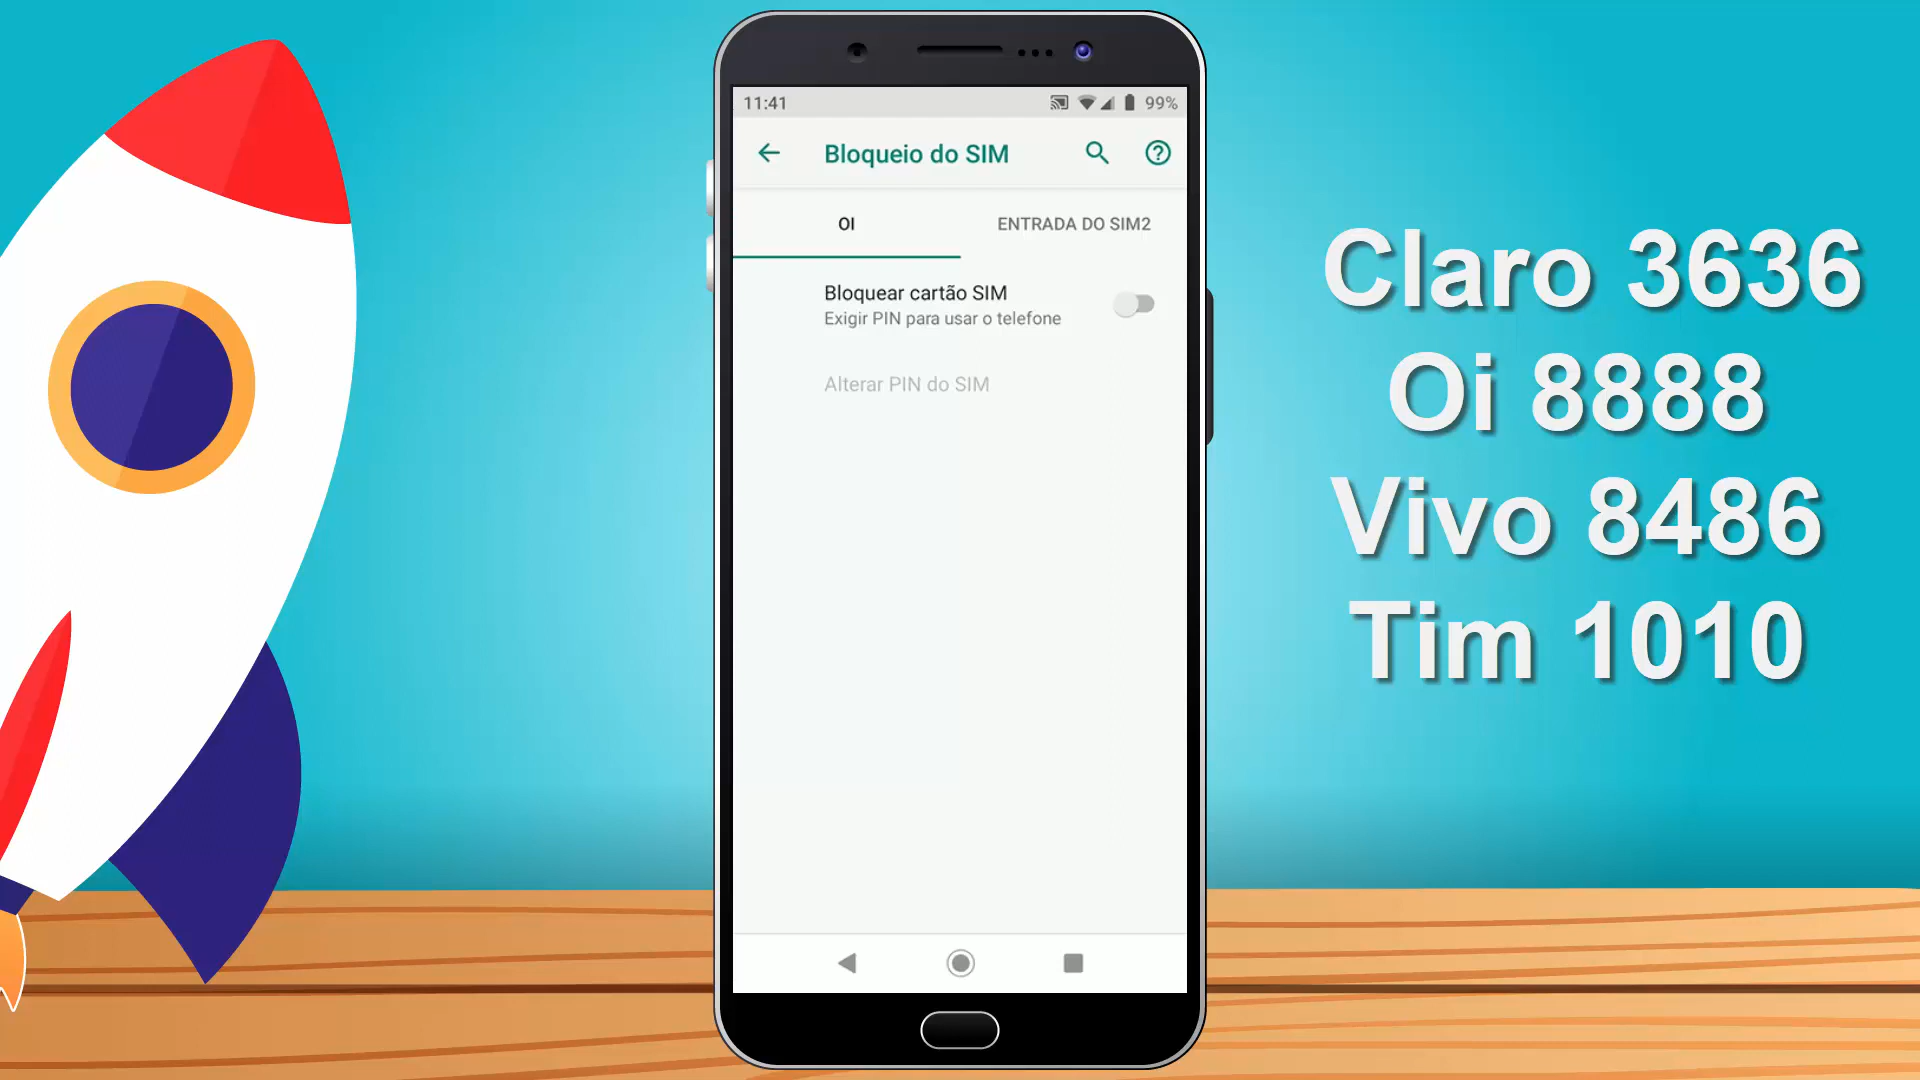 11:41
99%
Bloqueio do SIM
OI
ENTRADA DO SIM2
Bloquear cartão SIM
Exigir PIN para usar o telefone
Alterar PIN do SIM
Claro 3636
Oi 8888
Vivo 8486
Tim 1010